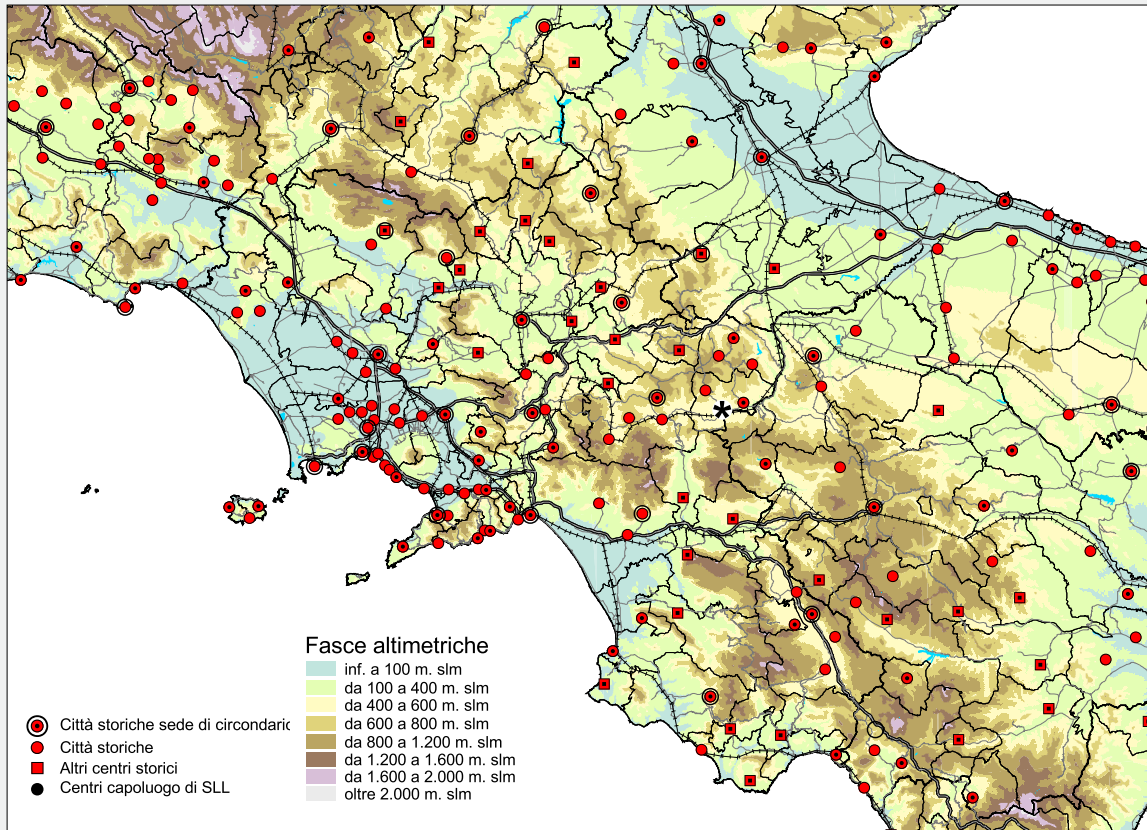 Fasce altimetriche
inf. a 100 m. slm
da 100 a 400 m. slm
da 400 a 600 m. slm
da 600 a 800 m. slm
da 800 a 1.200 m. slm
da 1.200 a 1.600 m. slm
da 1.600 a 2.000 m. slm
oltre 2.000 m. slm
Città storiche sede di circondaric
Città storiche
Altri centri storici
Centri capoluogo di SLL
*